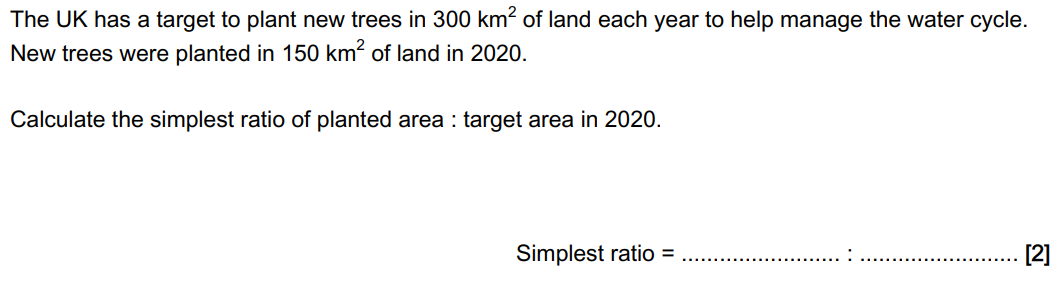 The UK has a target to plant new trees in 300 km² of land each year to help manage the water cycle.
New trees were planted in 150 km² of land in 2020.
Calculate the simplest ratio of planted area : target area in 2020.
Simplest ratio = ......................... : ......................... [2]